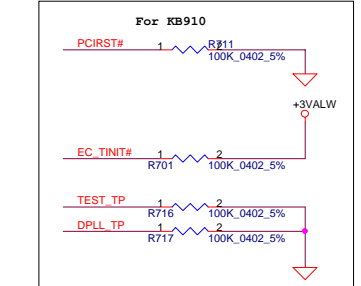 For KB910
PCIRST# 1 2 R711
100K_0402_5%
+3VALW
EC_TINIT# 1 2
R701 100K_0402_5%
TEST_TP 1 2
R716 100K_0402_5%
DPLL_TP 1 2
R717 100K_0402_5%